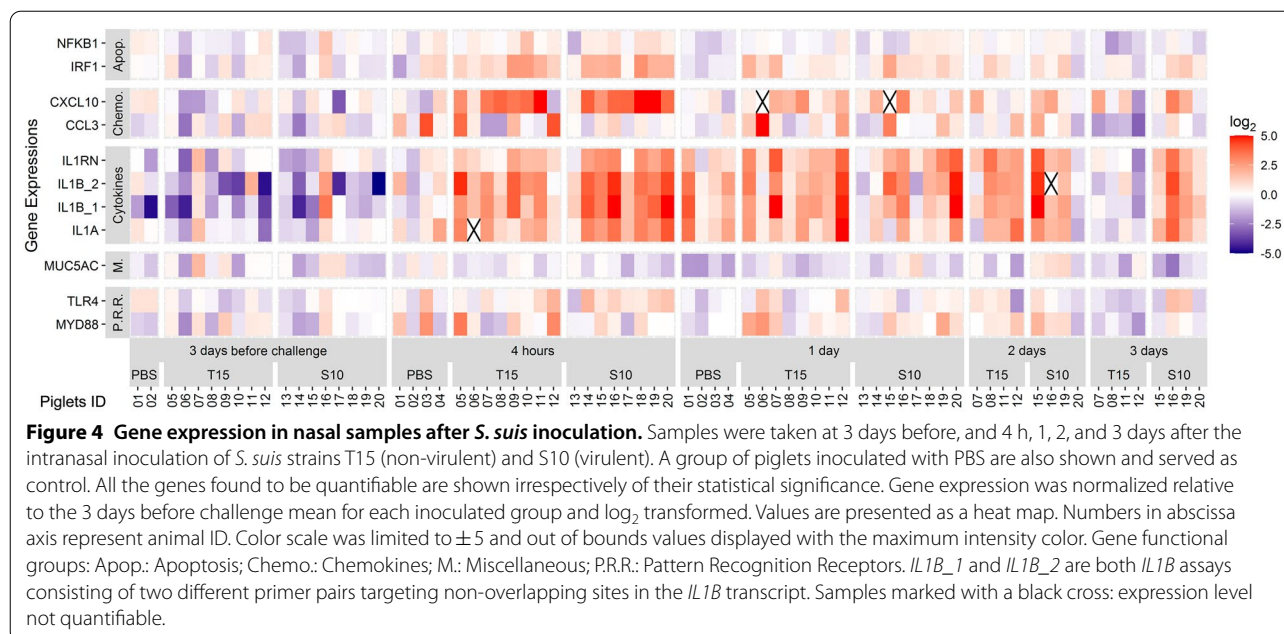 Gene Expressions
Apop.
NFKB1
IRF1
Chemo.
CXCL10
CCL3
Cytokines
IL1RN
IL1B_2
IL1B_1
IL1A
M.
MUC5AC
P.R.R.
TLR4
MYD88
log2
5.0
2.5
0.0
-2.5
-5.0
3 days before challenge 4 hours 1 day 2 days 3 days
PBS T15 S10 PBS T15 S10 PBS T15 S10 T15 S10 T15 S10
Piglets ID 01 02 05 06 07 08 09 10 11 12 13 14 15 16 17 18 19 20 01 02 03 04 05 06 07 08 09 10 11 12 13 14 15 16 17 18 19 20 01 02 03 04 05 06 07 08 09 10 11 12 13 14 15 16 17 18 19 20 07 08 11 12 15 16 19 20 07 08 11 12 15 16 19 20
Figure 4 Gene expression in nasal samples after S. suis inoculation. Samples were taken at 3 days before, and 4 h, 1, 2, and 3 days after the
intranasal inoculation of S. suis strains T15 (non-virulent) and S10 (virulent). A group of piglets inoculated with PBS are also shown and served as
control. All the genes found to be quantifiable are shown irrespectively of their statistical significance. Gene expression was normalized relative
to the 3 days before challenge mean for each inoculated group and log2 transformed. Values are presented as a heat map. Numbers in abscissa
axis represent animal ID. Color scale was limited to ±5 and out of bounds values displayed with the maximum intensity color. Gene functional
groups: Apop.: Apoptosis; Chemo.: Chemokines; M.: Miscellaneous; P.R.R.: Pattern Recognition Receptors. IL1B_1 and IL1B_2 are both IL1B assays
consisting of two different primer pairs targeting non-overlapping sites in the IL1B transcript. Samples marked with a black cross: expression level
not quantifiable.